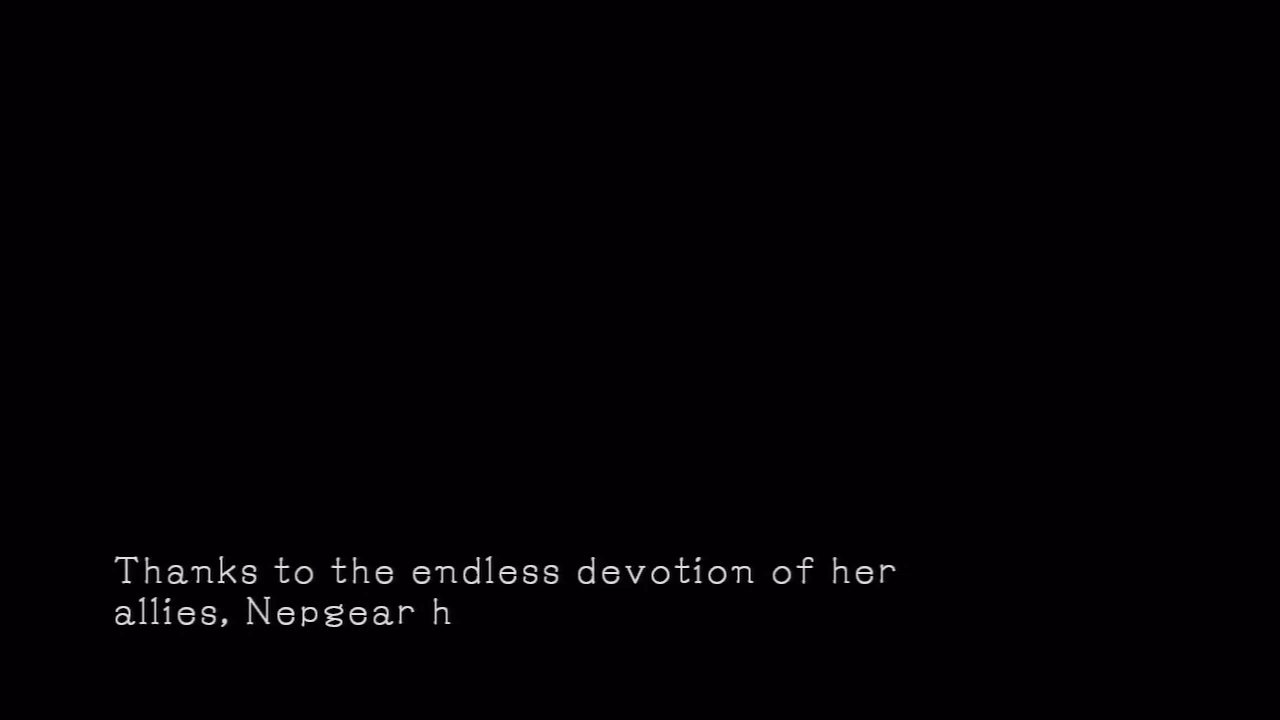 Thanks to the endless devotion of her
allies, Nepgear h